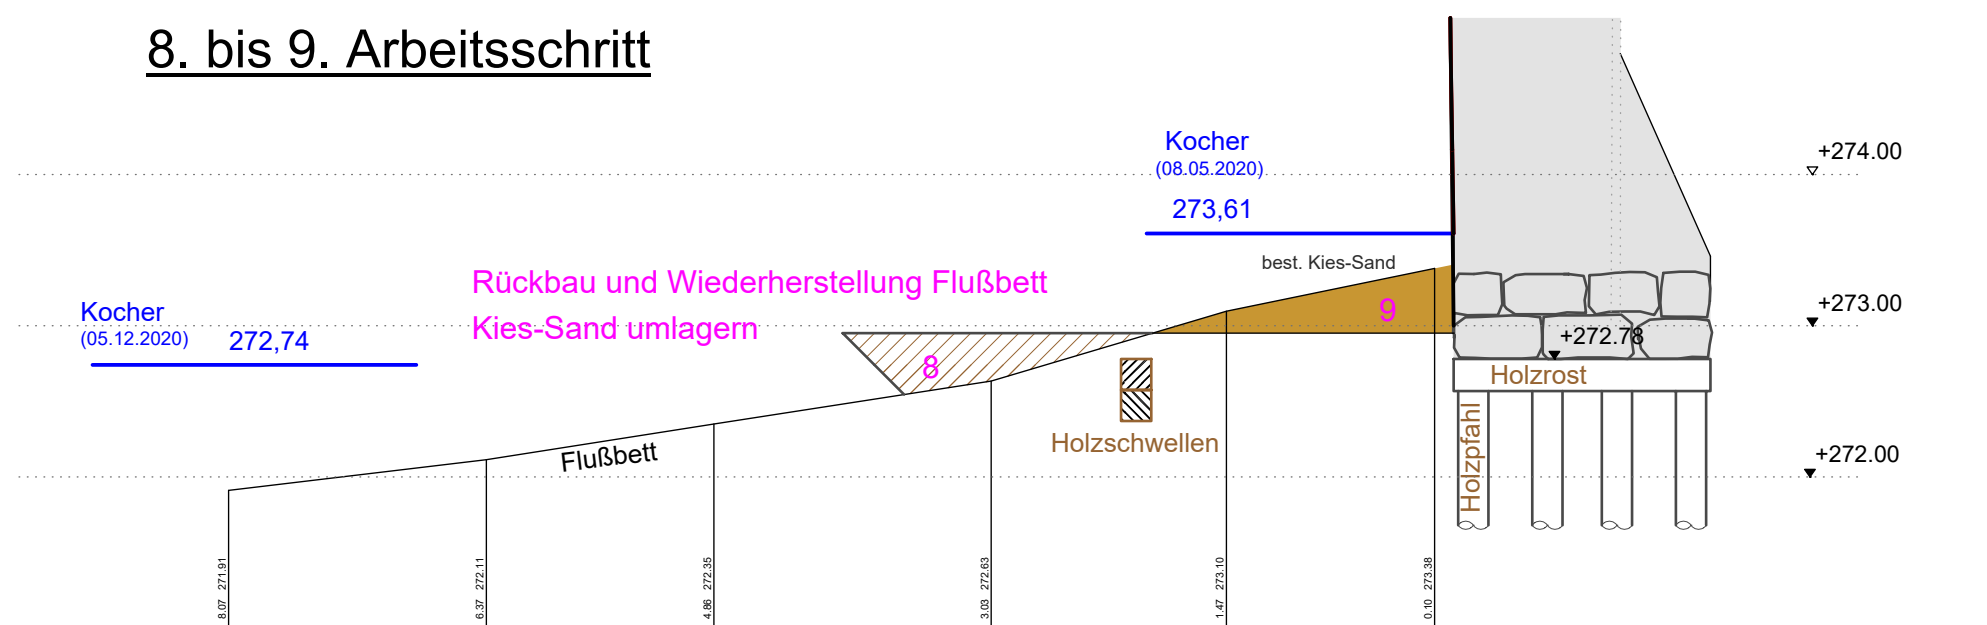 8. bis 9. Arbeitsschritt
Kocher
(08.05.2020)
273,61
+274.00
best. Kies-Sand
Rückbau und Wiederherstellung Flußbett
Kies-Sand umlagern
Kocher
(05.12.2020) 272,74
9
+273.00
+272.78
8
Holzrost
Holzschwellen
Flußbett
Holzpfahl
+272.00
8.07 271.91
6.37 272.11
4.86 272.35
3.03 272.63
1.47 273.10
0.10 273.38